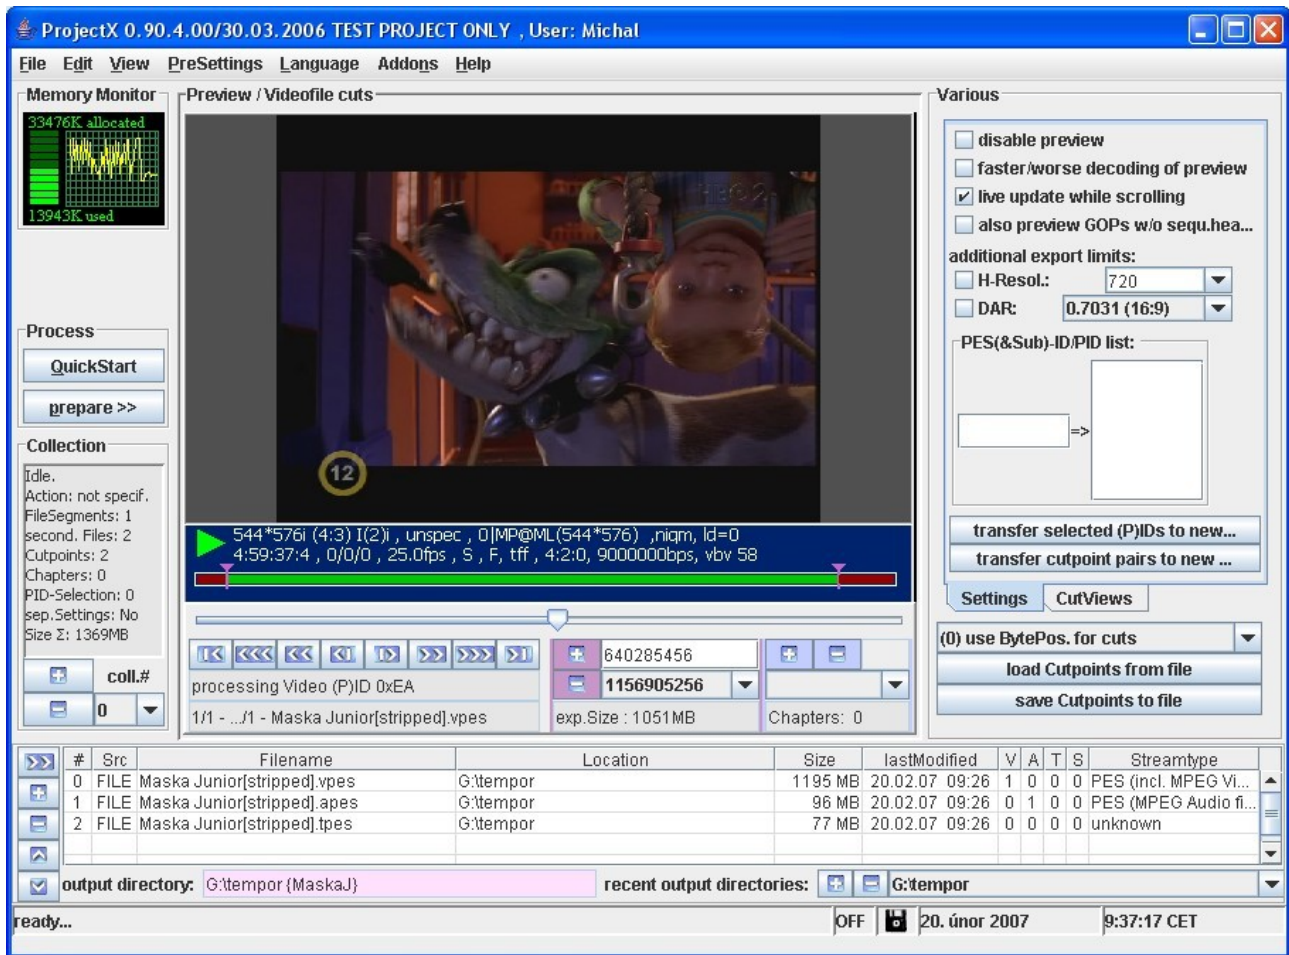 ProjectX 0.90.4.00/30.03.2006 TEST PROJECT ONLY , User: Michal
File Edit View PreSettings Language Addons Help
Memory Monitor
33476K allocated
13943K used
Process
QuickStart
prepare >>
Collection
Idle.
Action: not specif.
FileSegments: 1
second. Files: 2
Cutpoints: 2
Chapters: 0
PID-Selection: 0
sep.Settings: No
Size Σ: 1369MB
coll.#
0
Preview / Videofile cuts
HBO 2
12
544*576i (4:3) I(2)i , unspec , 0|MP@ML(544*576) ,niqm, ld=0
4:59:37:4 , 0/0/0 , 25.0fps , S , F, tff , 4:2:0, 9000000bps, vbv 58
processing Video (P)ID 0xEA
1/1 - .../1 - Maska Junior[stripped].vpes
640285456
1156905256
exp.Size : 1051MB
Chapters: 0
Various
disable preview
faster/worse decoding of preview
live update while scrolling
also preview GOPs w/o sequ.hea...
additional export limits:
H-Resol.: 720
DAR: 0.7031 (16:9)
PES(&Sub)-ID/PID list:
=>
transfer selected (P)IDs to new...
transfer cutpoint pairs to new ...
Settings CutViews
(0) use BytePos. for cuts
load Cutpoints from file
save Cutpoints to file
# Src Filename Location Size lastModified V A T S Streamtype
0 FILE Maska Junior[stripped].vpes G:\tempor 1195 MB 20.02.07 09:26 1 0 0 0 PES (incl. MPEG Vi...
1 FILE Maska Junior[stripped].apes G:\tempor 96 MB 20.02.07 09:26 0 1 0 0 PES (MPEG Audio fi...
2 FILE Maska Junior[stripped].tpes G:\tempor 77 MB 20.02.07 09:26 0 0 0 0 unknown
output directory: G:\tempor {MaskaJ} recent output directories: G:\tempor
ready... OFF 20. únor 2007 9:37:17 CET